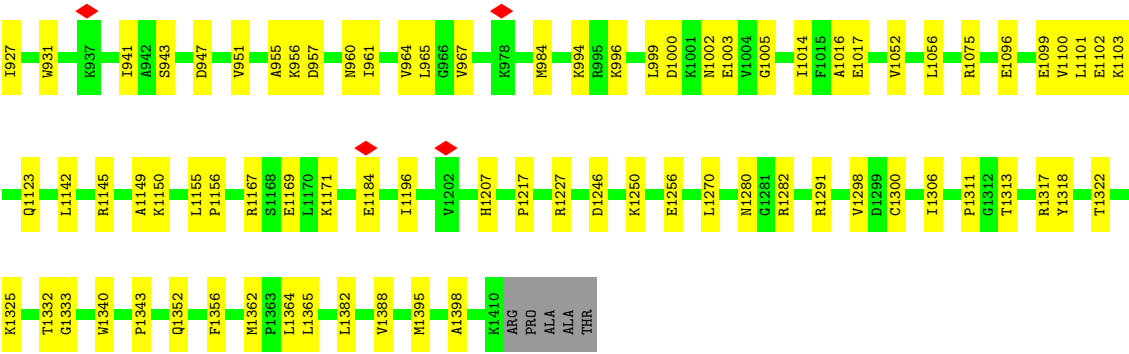 I927 W931 K937 I941 A942 S943 D947 V951 A955 K956 D957 N960 I961 V964 L965 G966 V967 K978 M984 K994 R995 K996 L999 D1000 K1001 N1002 E1003 V1004 G1005 I1014 F1015 A1016 E1017 V1052 L1056 R1075 E1096 E1099 V1100 L1101 E1102 K1103
Q1123 L1142 R1145 A1149 K1150 L1155 P1156 R1167 S1168 E1169 L1170 K1171 E1184 I1196 V1202 H1207 P1217 R1227 D1246 K1250 E1256 L1270 N1280 G1281 R1282 R1291 V1298 D1299 C1300 I1306 P1311 G1312 T1313 R1317 Y1318 T1322
K1325 T1332 G1333 W1340 P1343 Q1352 F1356 M1362 P1363 L1364 L1365 L1382 V1388 M1395 A1398 K1410 ARG PRO ALA ALA THR